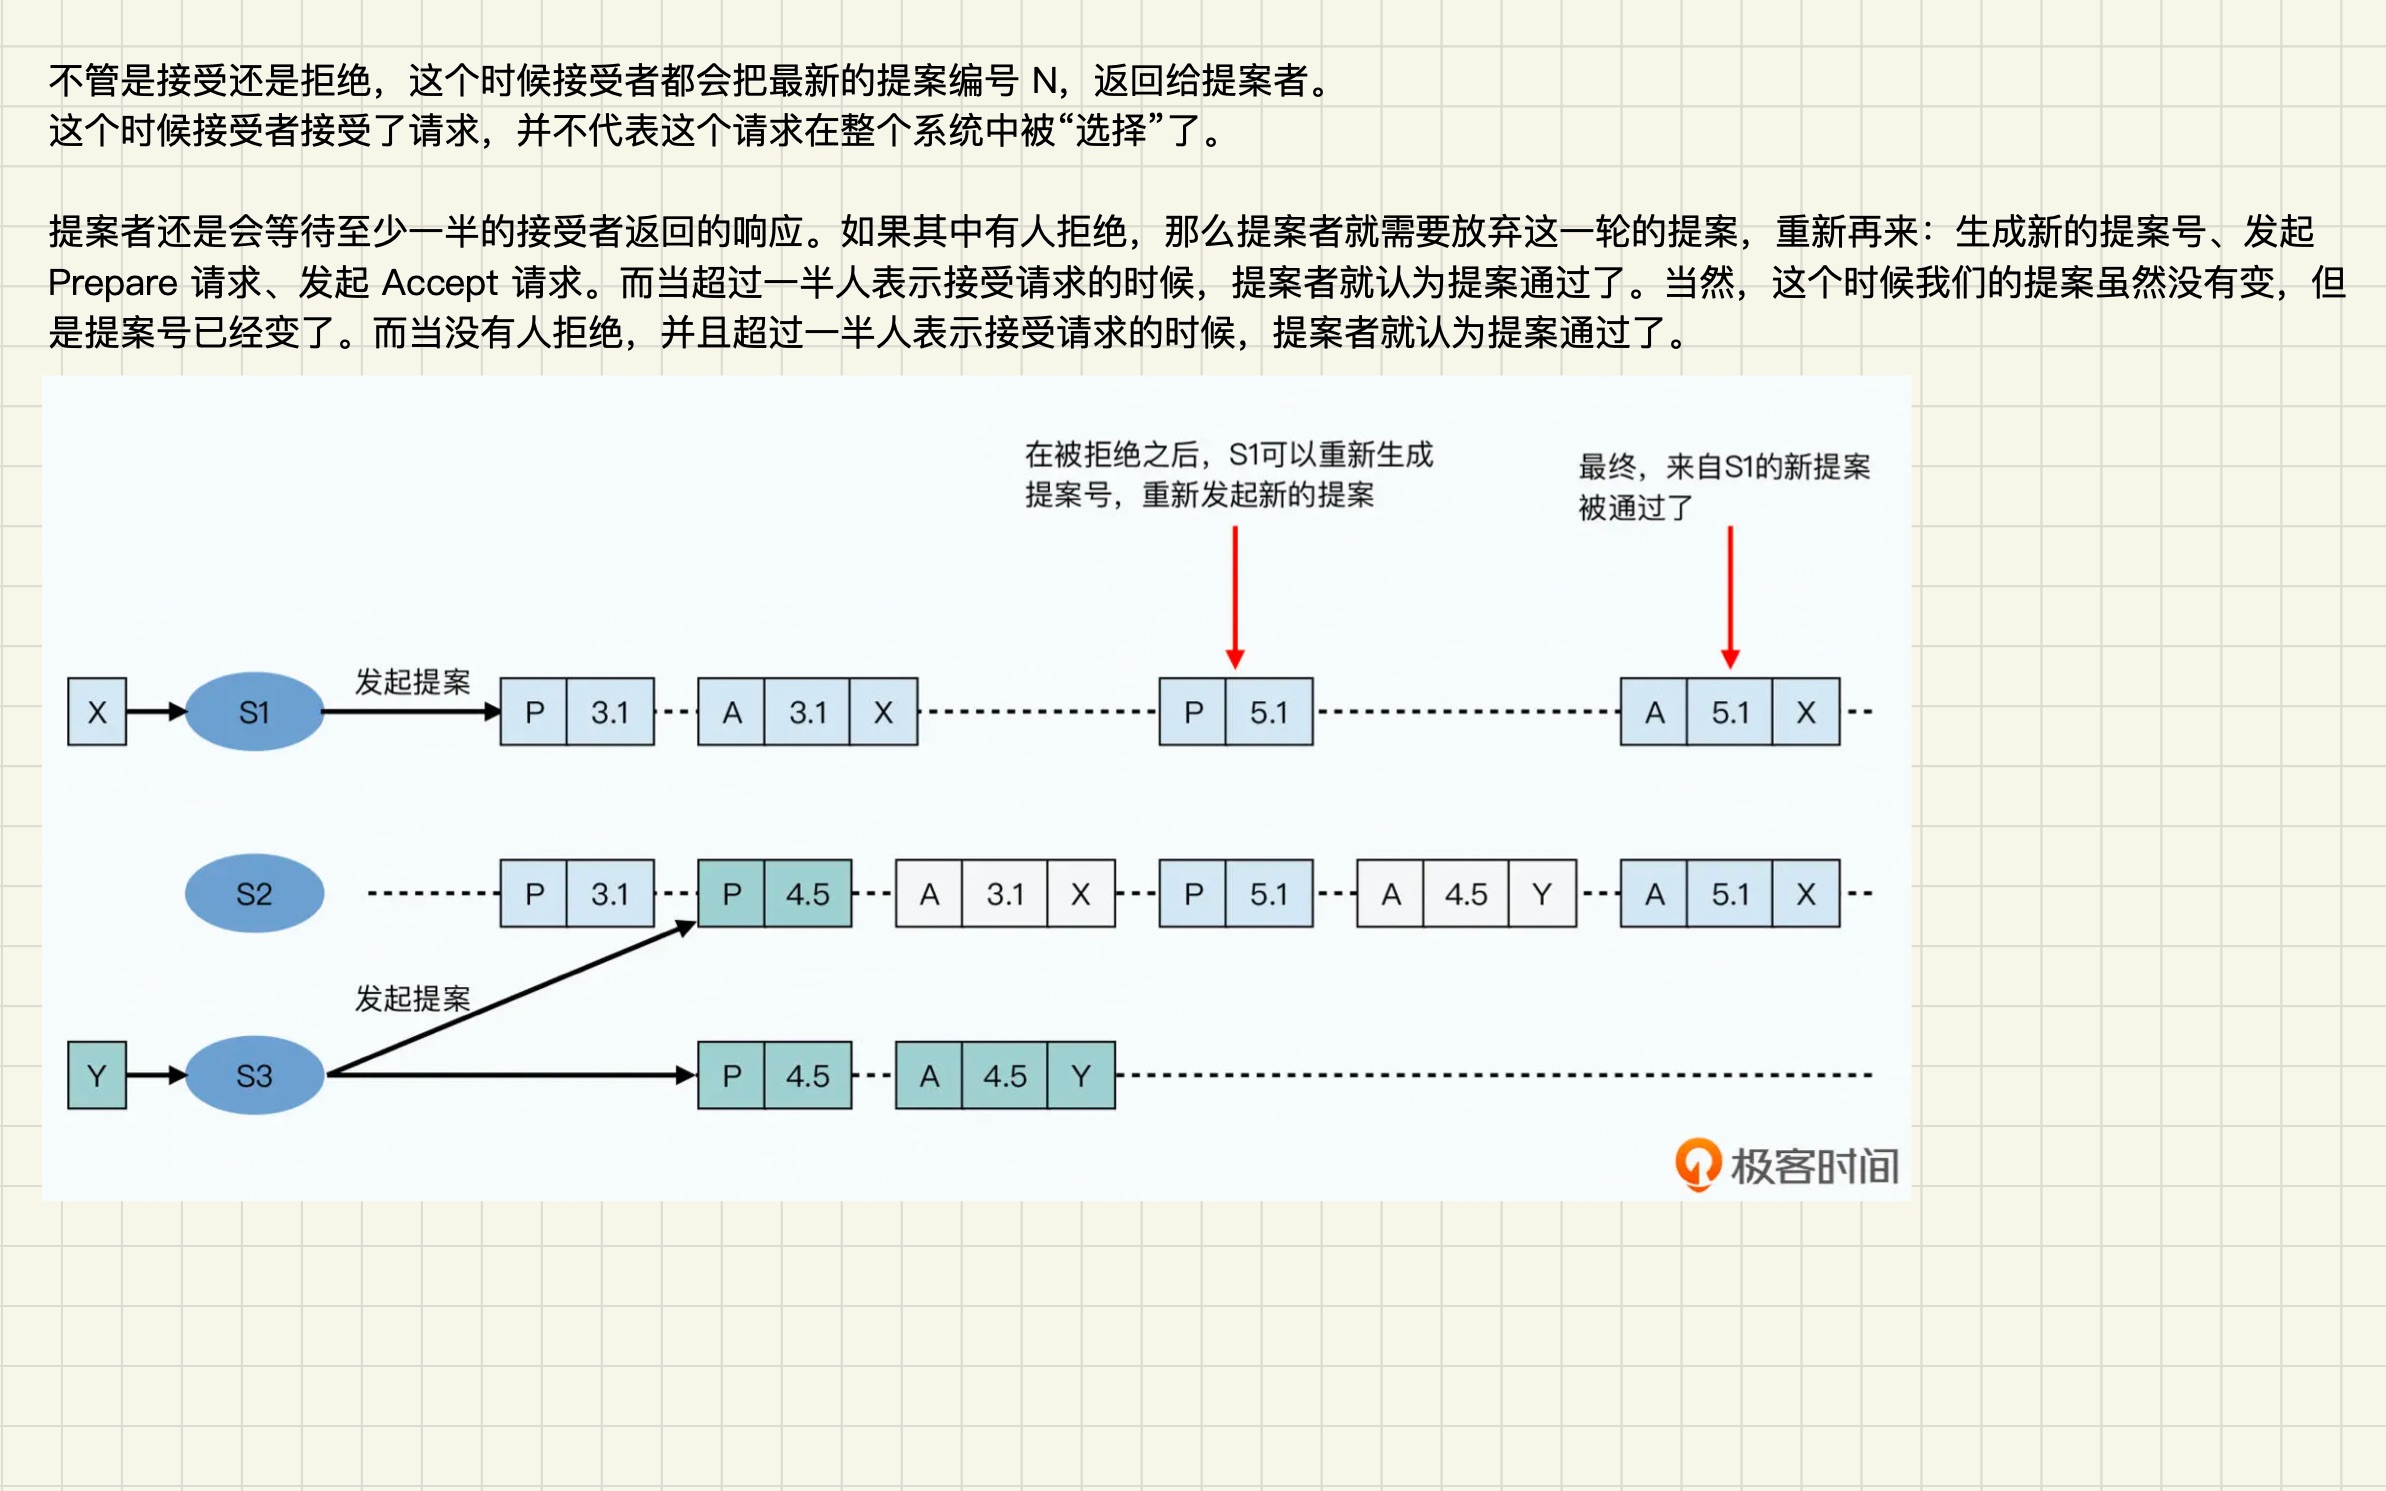 不管是接受还是拒绝，这个时候接受者都会把最新的提案编号 N，返回给提案者。
这个时候接受者接受了请求，并不代表这个请求在整个系统中被“选择”了。
提案者还是会等待至少一半的接受者返回的响应。如果其中有人拒绝，那么提案者就需要放弃这一轮的提案，重新再来：生成新的提案号、发起
Prepare 请求、发起 Accept 请求。而当超过一半人表示接受请求的时候，提案者就认为提案通过了。当然，这个时候我们的提案虽然没有变，但
是提案号已经变了。而当没有人拒绝，并且超过一半人表示接受请求的时候，提案者就认为提案通过了。
在被拒绝之后，S1可以重新生成
提案号，重新发起新的提案
最终，来自S1的新提案
被通过了
X S1 发起提案 P 3.1 A 3.1 X P 5.1 A 5.1 X
S2 P 3.1 P 4.5 A 3.1 X P 5.1 A 4.5 Y A 5.1 X
发起提案
Y S3 P 4.5 A 4.5 Y
极客时间